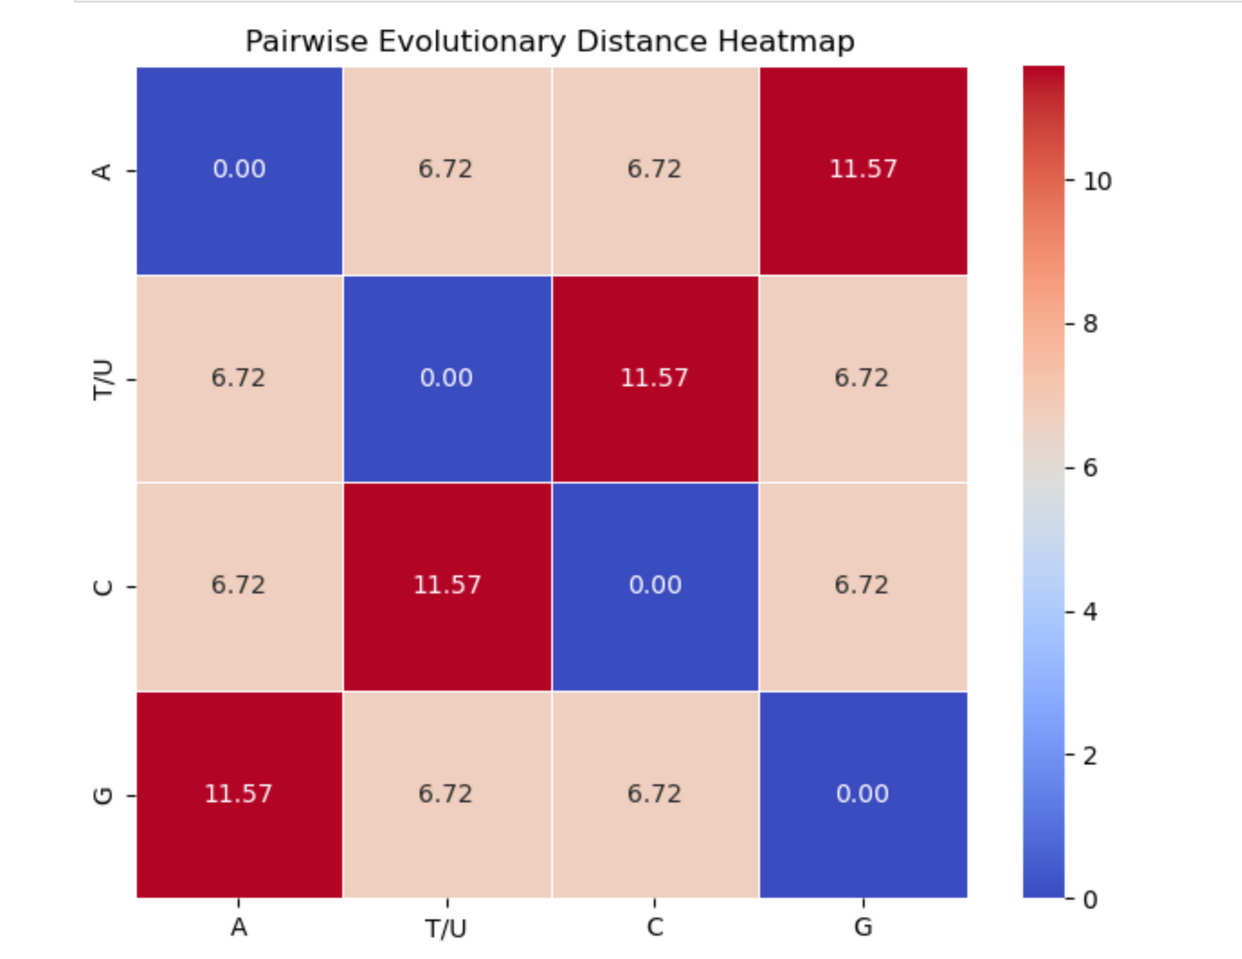 Pairwise Evolutionary Distance Heatmap
A 0.00 6.72 6.72 11.57
T/U 6.72 0.00 11.57 6.72
C 6.72 11.57 0.00 6.72
G 11.57 6.72 6.72 0.00
A T/U C G
10
8
6
4
2
0